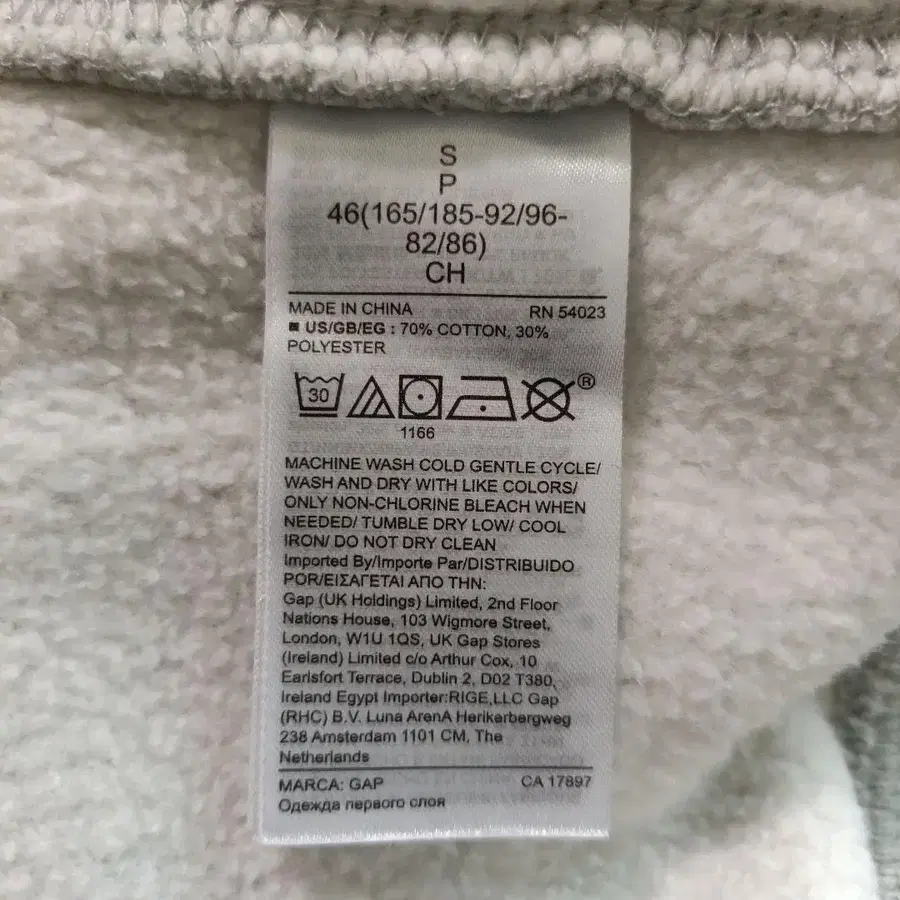 S
P
46(165/185-92/96-
82/86)
CH
MADE IN CHINA RN 54023
■ US/GB/EG : 70% COTTON, 30%
POLYESTER
30
®
1166
MACHINE WASH COLD GENTLE CYCLE/
WASH AND DRY WITH LIKE COLORS/
ONLY NON-CHLORINE BLEACH WHEN
NEEDED/ TUMBLE DRY LOW/ COOL
IRON/ DO NOT DRY CLEAN
Imported By/Importe Par/DISTRIBUIDO
POR/ΕΙΣΑΓΕΤΑΙ ΑΠΟ ΤΗΝ:
Gap (UK Holdings) Limited, 2nd Floor
Nations House, 103 Wigmore Street,
London, W1U 1QS, UK Gap Stores
(Ireland) Limited c/o Arthur Cox, 10
Earlsfort Terrace, Dublin 2, D02 T380,
Ireland Egypt Importer:RIGE,LLC Gap
(RHC) B.V. Luna ArenA Herikerbergweg
238 Amsterdam 1101 CM, The
Netherlands
MARCA: GAP CA 17897
Одежда первого слоя